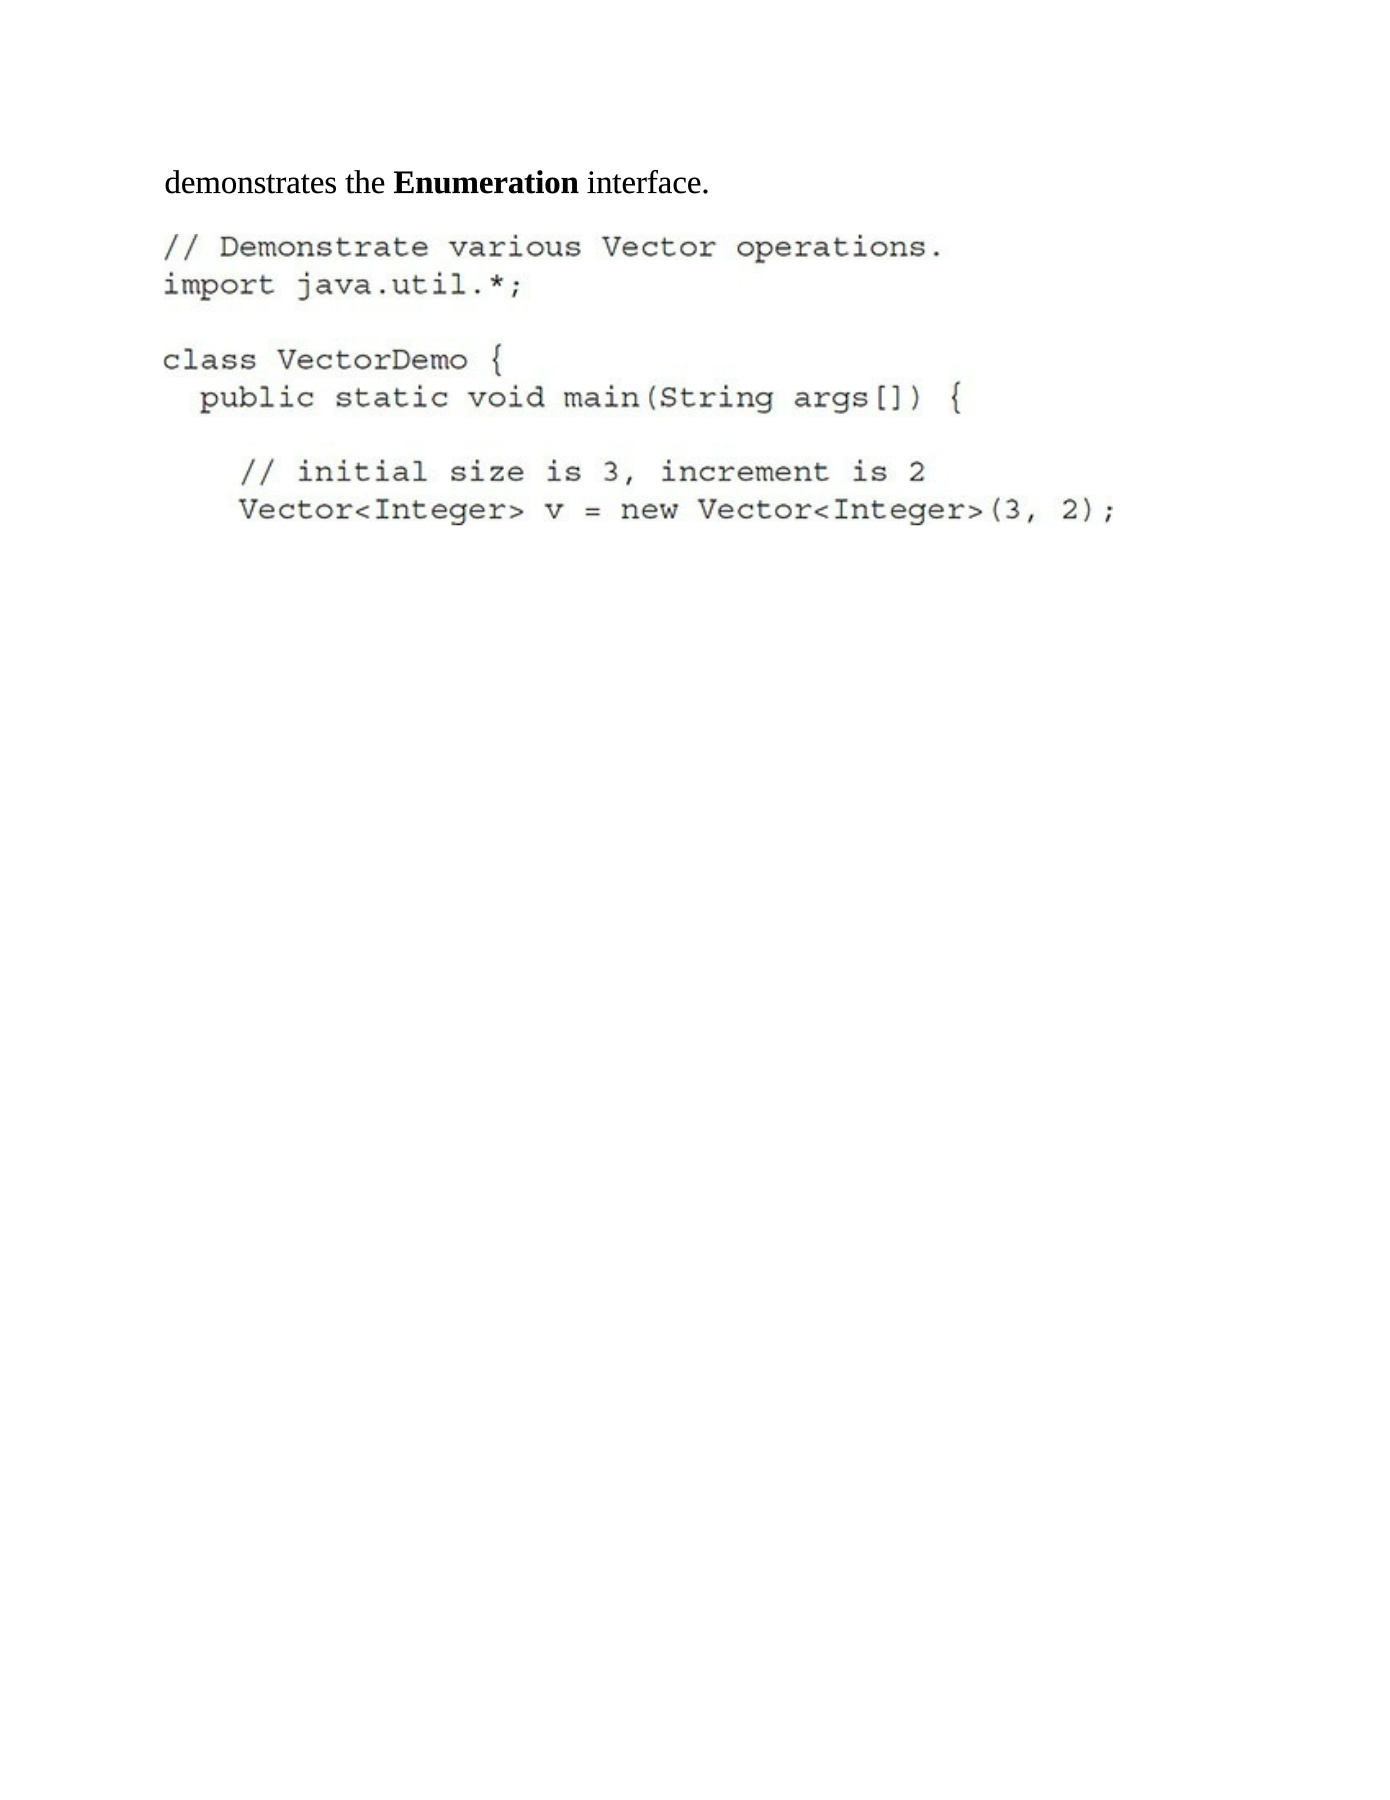 demonstrates the Enumeration interface.
// Demonstrate various Vector operations.
import java.util.*;
class VectorDemo {
public static void main(String args[]) {
// initial size is 3, increment is 2
Vector<Integer> v = new Vector<Integer>(3, 2);